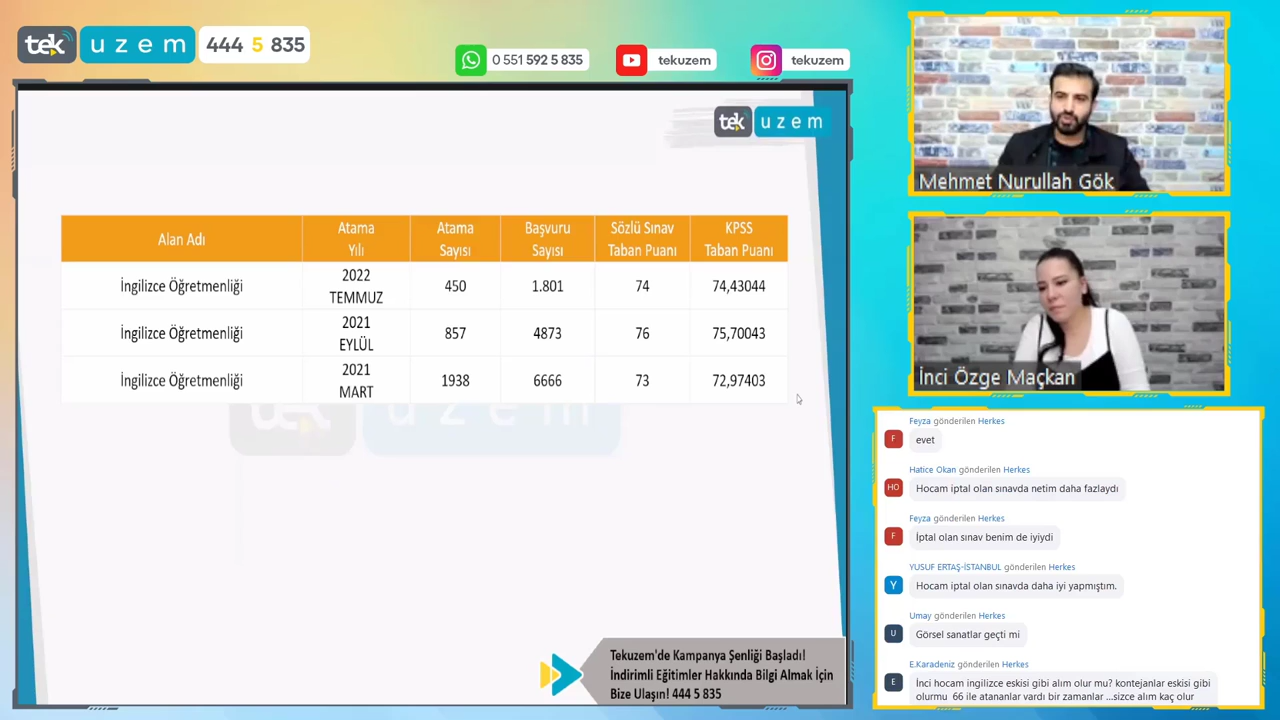 tek uzem 444 5 835
0 551 592 5 835
tekuzem
tekuzem
tek uzem
Alan Adı | Atama Yılı | Atama Sayısı | Başvuru Sayısı | Sözlü Sınav Taban Puanı | KPSS Taban Puanı
İngilizce Öğretmenliği | 2022 TEMMUZ | 450 | 1.801 | 74 | 74,43044
İngilizce Öğretmenliği | 2021 EYLÜL | 857 | 4873 | 76 | 75,70043
İngilizce Öğretmenliği | 2021 MART | 1938 | 6666 | 73 | 72,97403
tek uzem
Tekuzem'de Kampanya Şenliği Başladı!
İndirimli Eğitimler Hakkında Bilgi Almak İçin
Bize Ulaşın! 444 5 835
Mehmet Nurullah Gök
İnci Özge Maçkan
Feyza gönderilen Herkes
F evet
Hatice Okan gönderilen Herkes
HO Hocam iptal olan sınavda netim daha fazlaydı
Feyza gönderilen Herkes
F İptal olan sınav benim de iyiydi
YUSUF ERTAŞ-İSTANBUL gönderilen Herkes
Y Hocam iptal olan sınavda daha iyi yapmıştım.
Umay gönderilen Herkes
U Görsel sanatlar geçti mi
E.Karadeniz gönderilen Herkes
E İnci hocam ingilizce eskisi gibi alım olur mu? kontejanlar eskisi gibi
olurmu 66 ile atananlar vardı bir zamanlar ...sizce alım kaç olur